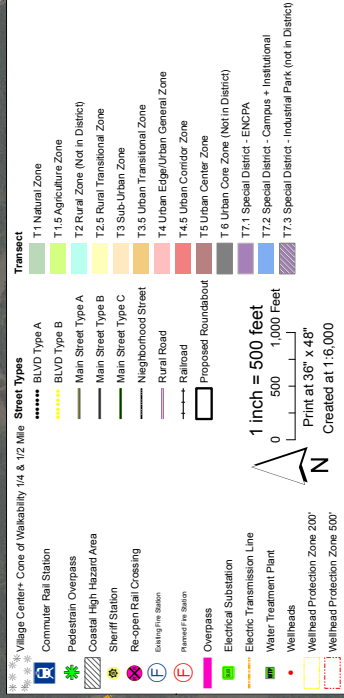 Village Center+ Cone of Walkability 1/4 & 1/2 Mile
Commuter Rail Station
Pedestrain Overpass
Coastal High Hazard Area
Sheriff Station
Re-open Rail Crossing
F Existing Fire Station
F Planned Fire Station
Overpass
Electrical Substation
Electric Transmission Line
WTP Water Treatment Plant
Wellheads
Wellhead Protection Zone 200'
Wellhead Protection Zone 500'
Street Types
BLVD Type A
BLVD Type B
Main Street Type A
Main Street Type B
Main Street Type C
Nieghborhood Street
Rural Road
Railroad
Proposed Roundabout
N
1 inch = 500 feet
0 500 1,000 Feet
Print at 36" x 48"
Created at 1:6,000
Transect
T1 Natural Zone
T1.5 Agriculture Zone
T2 Rural Zone (Not in District)
T2.5 Rural Transitional Zone
T3 Sub-Urban Zone
T3.5 Urban Transitional Zone
T4 Urban Edge/Urban General Zone
T4.5 Urban Corridor Zone
T5 Urban Center Zone
T 6 Urban Core Zone (Not in District)
T7.1 Special District - ENCPA
T7.2 Special District - Campus + Institutional
T7.3 Special District - Industrial Park (not in District)